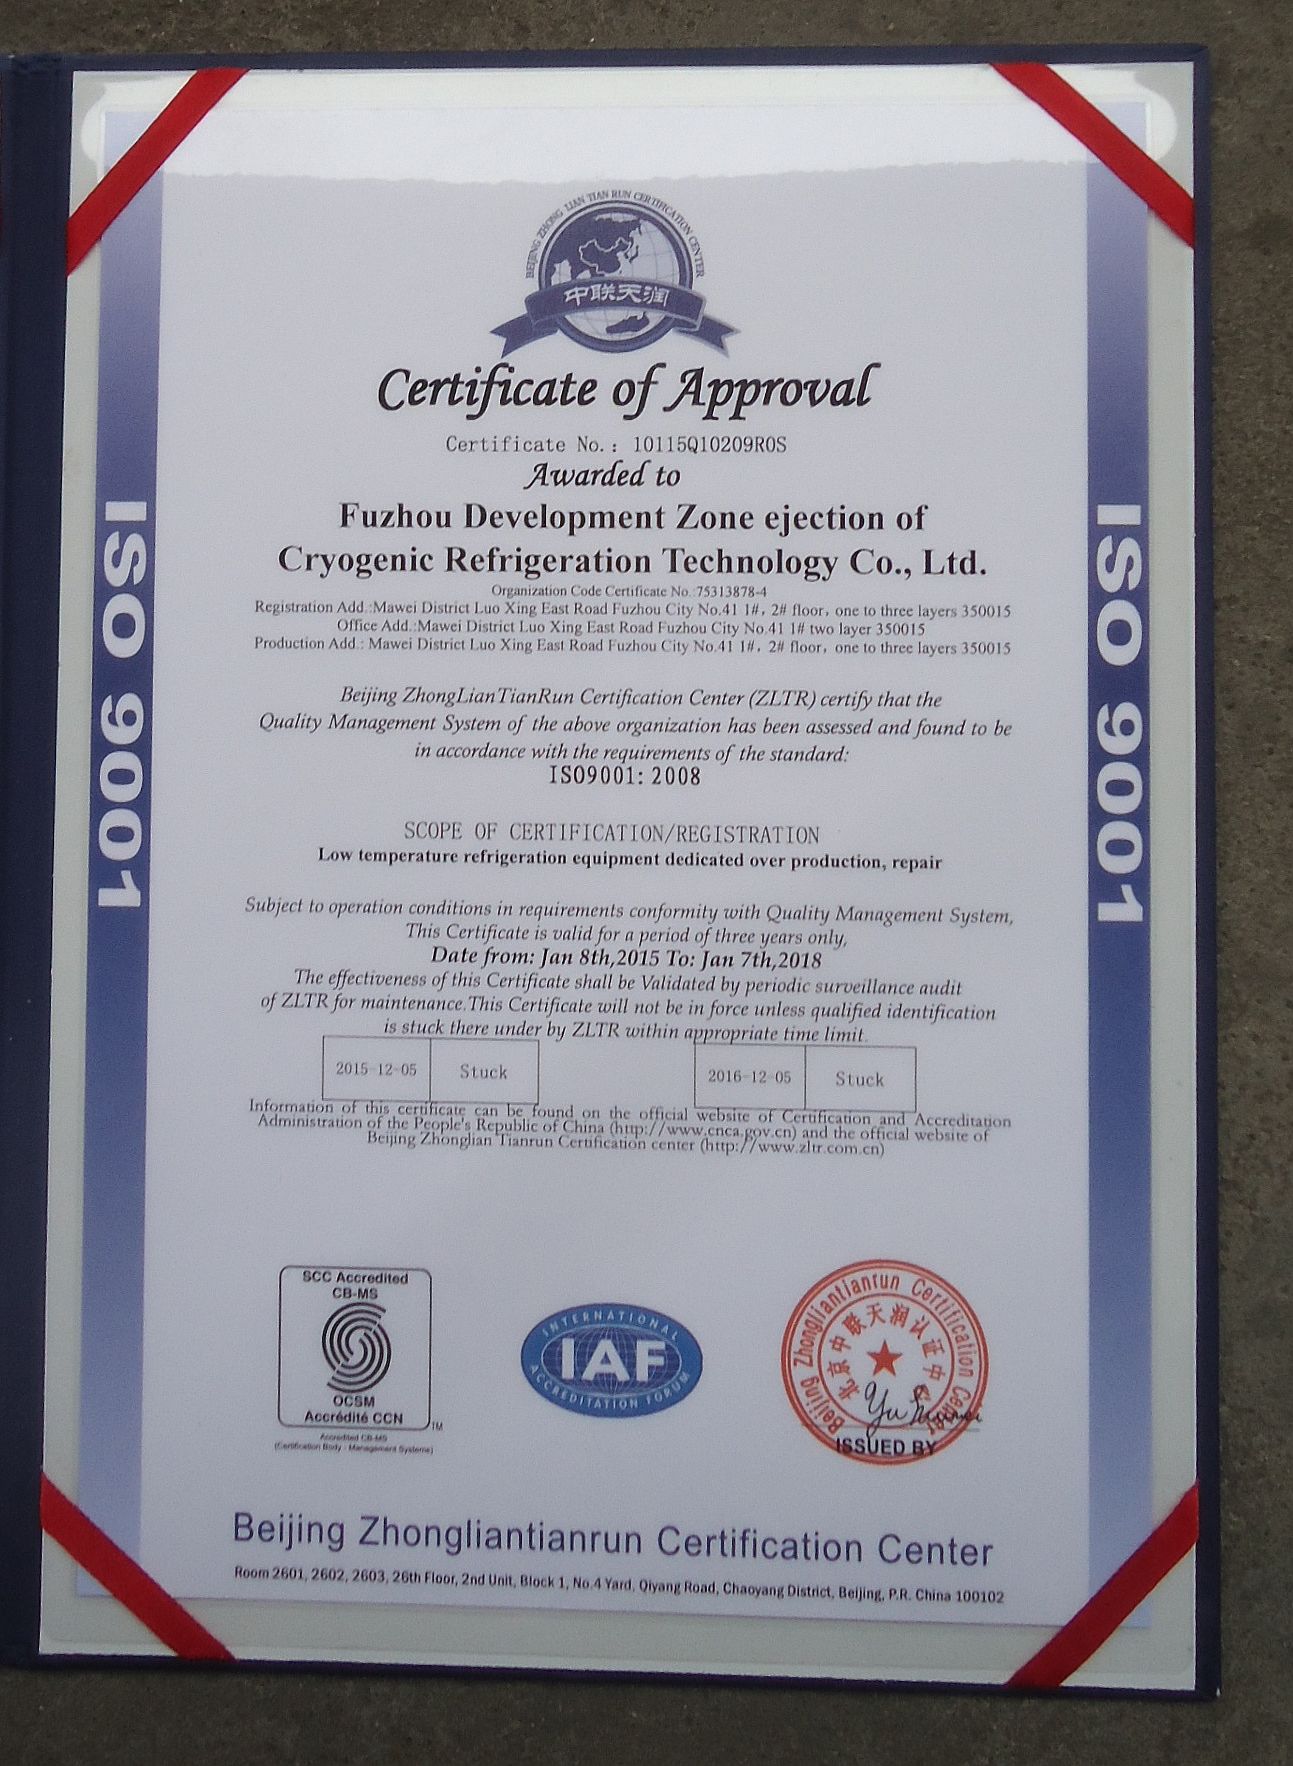 BEIJING ZHONG LIAN TIAN RUN CERTIFICATION CENTER
中联天润
Certificate of Approval
Certificate No.: 10115Q10209R0S
Awarded to
Fuzhou Development Zone ejection of
Cryogenic Refrigeration Technology Co., Ltd.
Organization Code Certificate No.:75313878-4
Registration Add.:Mawei District Luo Xing East Road Fuzhou City No.41 1#, 2# floor, one to three layers 350015
Office Add.:Mawei District Luo Xing East Road Fuzhou City No.41 1# two layer 350015
Production Add.: Mawei District Luo Xing East Road Fuzhou City No.41 1#, 2# floor, one to three layers 350015
Beijing ZhongLianTianRun Certification Center (ZLTR) certify that the
Quality Management System of the above organization has been assessed and found to be
in accordance with the requirements of the standard:
ISO9001: 2008
SCOPE OF CERTIFICATION/REGISTRATION
Low temperature refrigeration equipment dedicated over production, repair
Subject to operation conditions in requirements conformity with Quality Management System,
This Certificate is valid for a period of three years only,
Date from: Jan 8th,2015 To: Jan 7th,2018
The effectiveness of this Certificate shall be Validated by periodic surveillance audit
of ZLTR for maintenance.This Certificate will not be in force unless qualified identification
is stuck there under by ZLTR within appropriate time limit.
2015-12-05 Stuck 2016-12-05 Stuck
Information of this certificate can be found on the official website of Certification and Accreditation
Administration of the People's Republic of China (http://www.cnca.gov.cn) and the official website of
Beijing Zhonglian Tianrun Certification center (http://www.zltr.com.cn)
ISO 9001
ISO 9001
SCC Accredited
CB-MS
OCSM
Accrédité CCN
TM
Accredited CB-MS
(Certification Body - Management Systems)
INTERNATIONAL
IAF
ACCREDITATION FORUM
Beijing Zhongliantianrun Certification Center
北京中联天润认证中心
Yu
ISSUED BY
Beijing Zhongliantianrun Certification Center
Room 2601, 2602, 2603, 26th Floor, 2nd Unit, Block 1, No.4 Yard, Qiyang Road, Chaoyang District, Beijing, P.R. China 100102